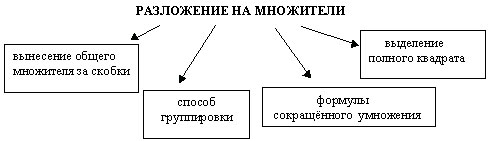 РАЗЛОЖЕНИЕ НА МНОЖИТЕЛИ
вынесение общего
множителя за скобки
способ
группировки
формулы
сокращённого умножения
выделение
полного квадрата